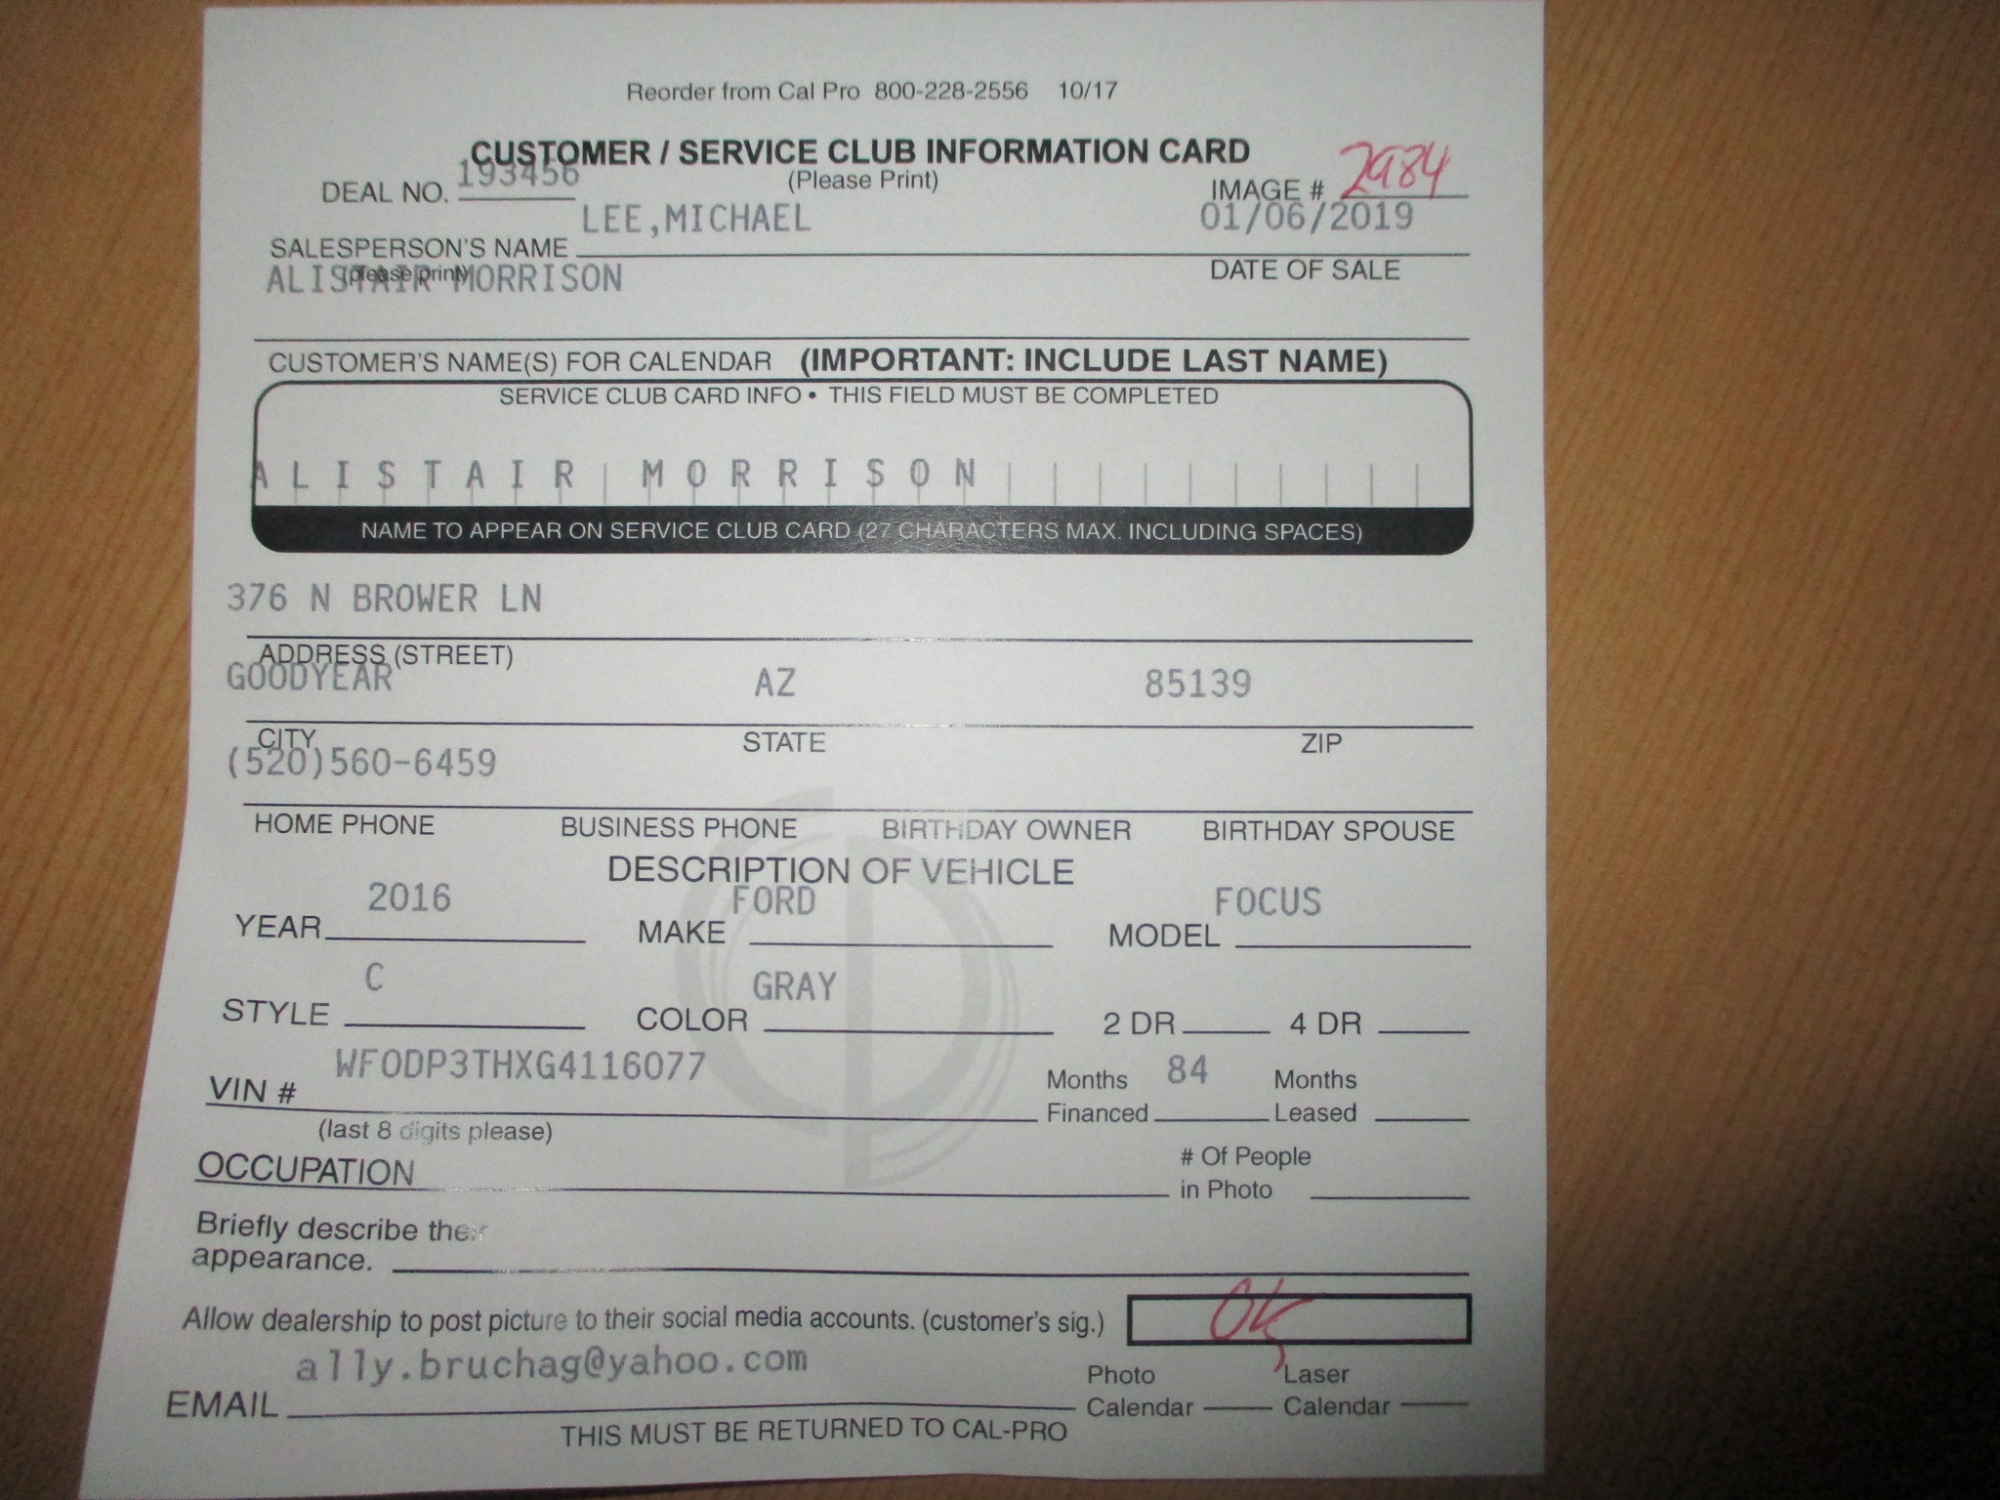 Reorder from Cal Pro 800-228-2556 10/17
CUSTOMER / SERVICE CLUB INFORMATION CARD
(Please Print)
DEAL NO. 193456
IMAGE # 2984
LEE,MICHAEL 01/06/2019
SALESPERSON'S NAME
(please print)
DATE OF SALE
ALISTAIR MORRISON
CUSTOMER'S NAME(S) FOR CALENDAR (IMPORTANT: INCLUDE LAST NAME)
SERVICE CLUB CARD INFO • THIS FIELD MUST BE COMPLETED
ALISTAIR MORRISON
NAME TO APPEAR ON SERVICE CLUB CARD (27 CHARACTERS MAX. INCLUDING SPACES)
376 N BROWER LN
ADDRESS (STREET)
GOODYEAR AZ 85139
CITY STATE ZIP
(520)560-6459
HOME PHONE BUSINESS PHONE BIRTHDAY OWNER BIRTHDAY SPOUSE
DESCRIPTION OF VEHICLE
YEAR 2016 MAKE FORD MODEL FOCUS
STYLE C COLOR GRAY 2 DR 4 DR
VIN # WFODP3THXG4116077
(last 8 digits please)
Months Financed 84 Months Leased
OCCUPATION
# Of People in Photo
Briefly describe their
appearance.
Allow dealership to post picture to their social media accounts. (customer's sig.) OK
EMAIL ally.bruchag@yahoo.com
Photo Calendar Laser Calendar
THIS MUST BE RETURNED TO CAL-PRO